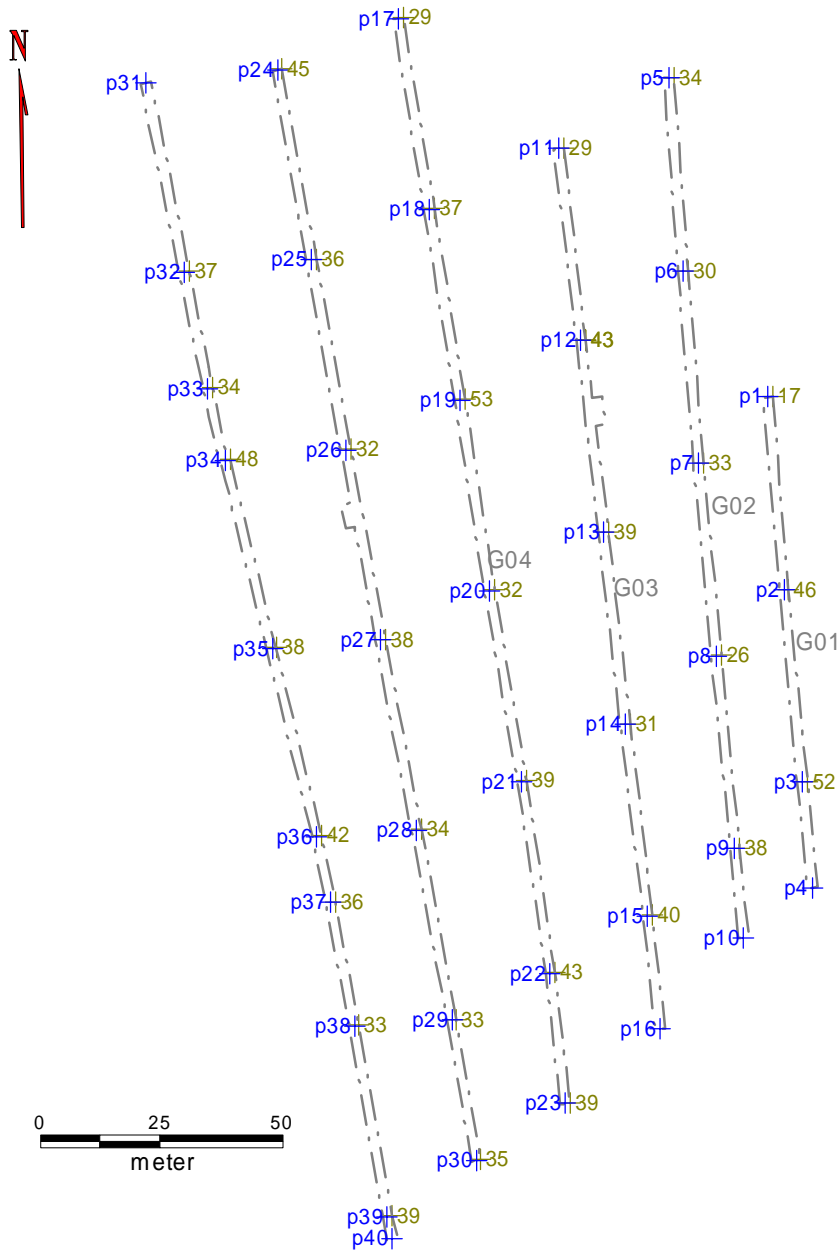 N
p17 29
p24 45
p5 34
p31
p11 29
p18 37
p25 36
p6 30
p32 37
p12 43
p33 34
p1 17
p19 53
p26 32
p34 48
p7 33
G02
p13 39
G04
p2 46
p20 32
G03
p27 38
G01
p35 38
p8 26
p14 31
p21 39
p3 52
p28 34
p36 42
p9 38
p4
p37 36
p15 40
p10
p22 43
p29 33
p38 33
p16
p23 39
0 25 50
meter
p30 35
p39 39
p40